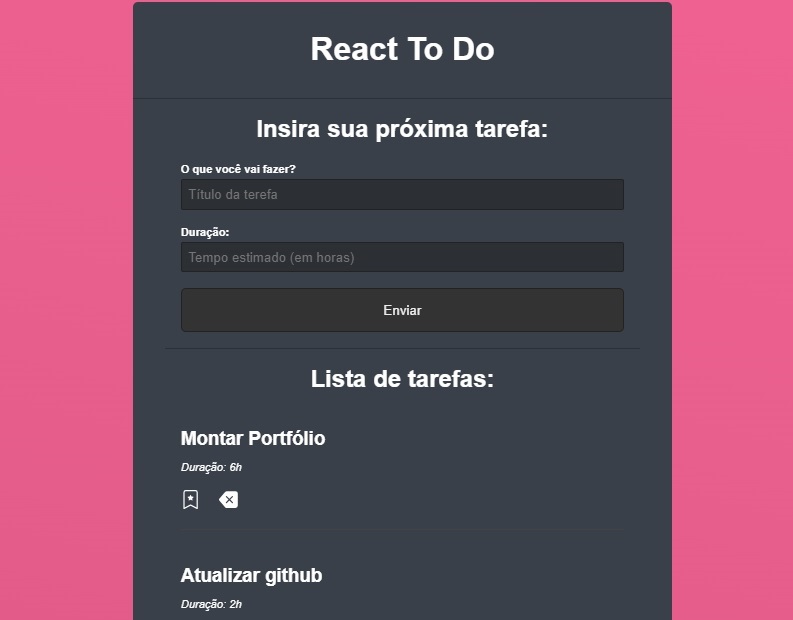 React To Do
Insira sua próxima tarefa:
O que você vai fazer?
Título da terefa
Duração:
Tempo estimado (em horas)
Enviar
Lista de tarefas:
Montar Portfólio
Duração: 6h
Atualizar github
Duração: 2h